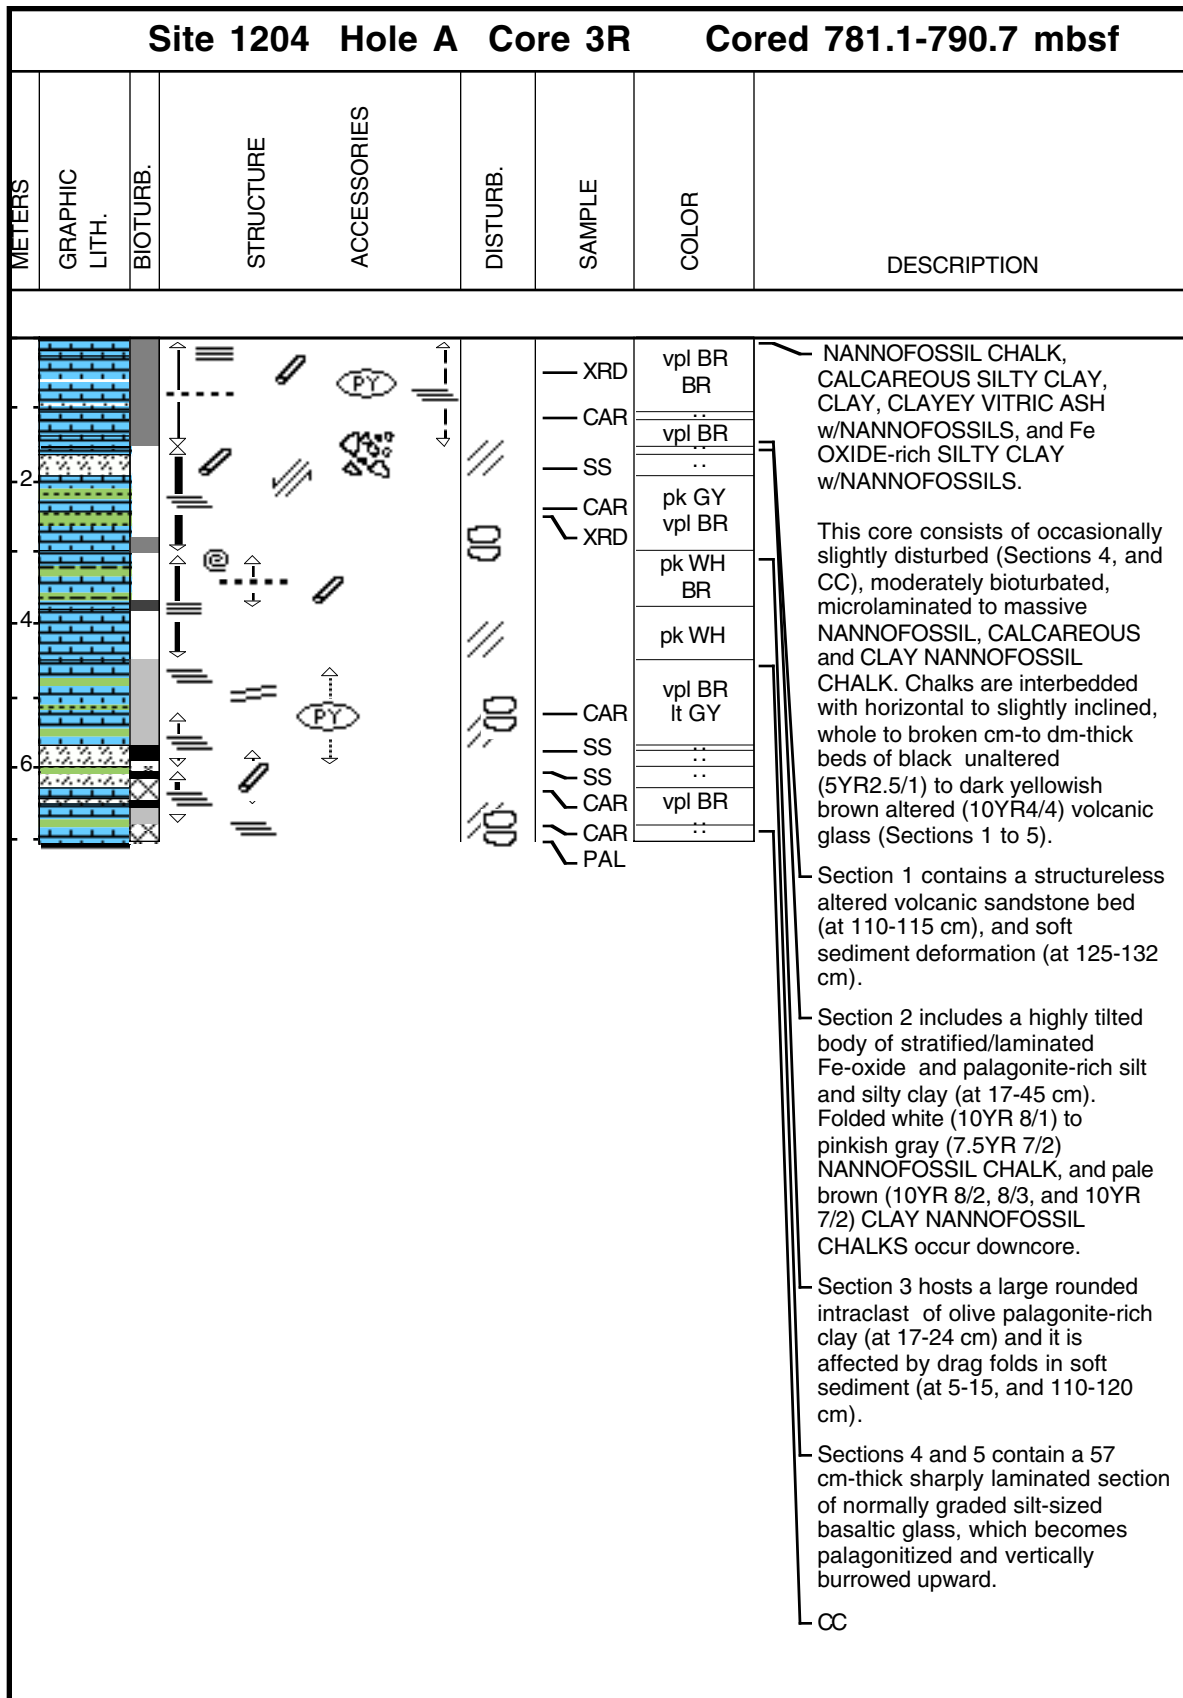 Site 1204 Hole A Core 3R Cored 781.1-790.7 mbsf
METERS
GRAPHIC
LITH.
BIOTURB.
STRUCTURE
ACCESSORIES
DISTURB.
SAMPLE
COLOR
DESCRIPTION
2
4
6
PY
PY
XRD
CAR
SS
CAR
XRD
CAR
SS
SS
CAR
CAR
PAL
vpl BR
BR
vpl BR
pk GY
vpl BR
pk WH
BR
pk WH
vpl BR
lt GY
vpl BR
NANNOFOSSIL CHALK,
CALCAREOUS SILTY CLAY,
CLAY, CLAYEY VITRIC ASH
w/NANNOFOSSILS, and Fe
OXIDE-rich SILTY CLAY
w/NANNOFOSSILS.
This core consists of occasionally
slightly disturbed (Sections 4, and
CC), moderately bioturbated,
microlaminated to massive
NANNOFOSSIL, CALCAREOUS
and CLAY NANNOFOSSIL
CHALK. Chalks are interbedded
with horizontal to slightly inclined,
whole to broken cm-to dm-thick
beds of black unaltered
(5YR2.5/1) to dark yellowish
brown altered (10YR4/4) volcanic
glass (Sections 1 to 5).
Section 1 contains a structureless
altered volcanic sandstone bed
(at 110-115 cm), and soft
sediment deformation (at 125-132
cm).
Section 2 includes a highly tilted
body of stratified/laminated
Fe-oxide and palagonite-rich silt
and silty clay (at 17-45 cm).
Folded white (10YR 8/1) to
pinkish gray (7.5YR 7/2)
NANNOFOSSIL CHALK, and pale
brown (10YR 8/2, 8/3, and 10YR
7/2) CLAY NANNOFOSSIL
CHALKS occur downcore.
Section 3 hosts a large rounded
intraclast of olive palagonite-rich
clay (at 17-24 cm) and it is
affected by drag folds in soft
sediment (at 5-15, and 110-120
cm).
Sections 4 and 5 contain a 57
cm-thick sharply laminated section
of normally graded silt-sized
basaltic glass, which becomes
palagonitized and vertically
burrowed upward.
CC